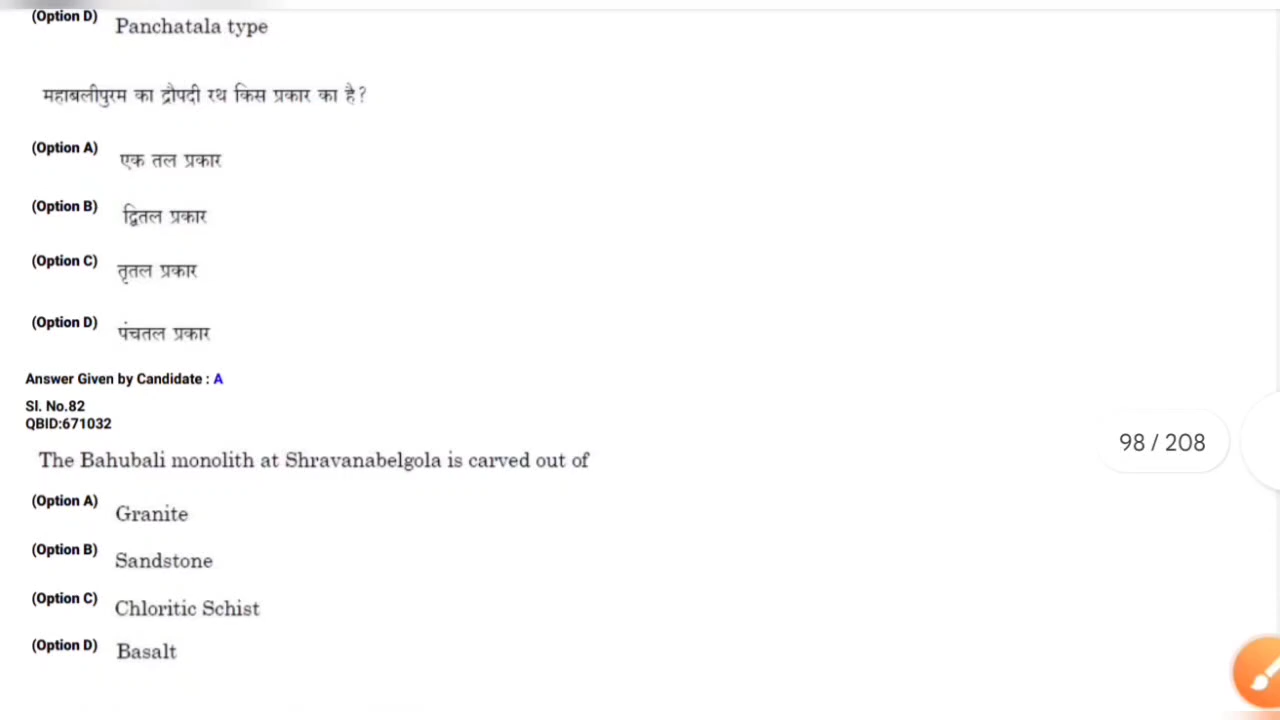 (Option D) Panchatala type
महाबलीपुरम का द्रौपदी रथ किस प्रकार का है?
(Option A) एक तल प्रकार
(Option B) द्वितल प्रकार
(Option C) तृतल प्रकार
(Option D) पंचतल प्रकार
Answer Given by Candidate : A
Sl. No.82
QBID:671032
The Bahubali monolith at Shravanabelgola is carved out of
98 / 208
(Option A) Granite
(Option B) Sandstone
(Option C) Chloritic Schist
(Option D) Basalt